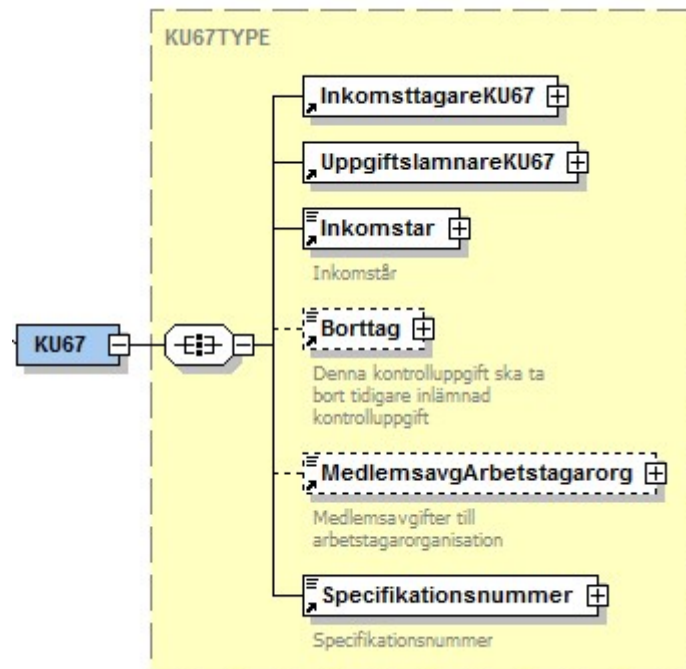 KU67TYPE
InkomsttagareKU67
UppgiftslamnareKU67
Inkomstar
Inkomstår
KU67
Borttag
Denna kontrolluppgift ska ta
bort tidigare inlämnad
kontrolluppgift
MedlemsavgArbetstagarorg
Medlemsavgifter till
arbetstagarorganisation
Specifikationsnummer
Specifikationsnummer